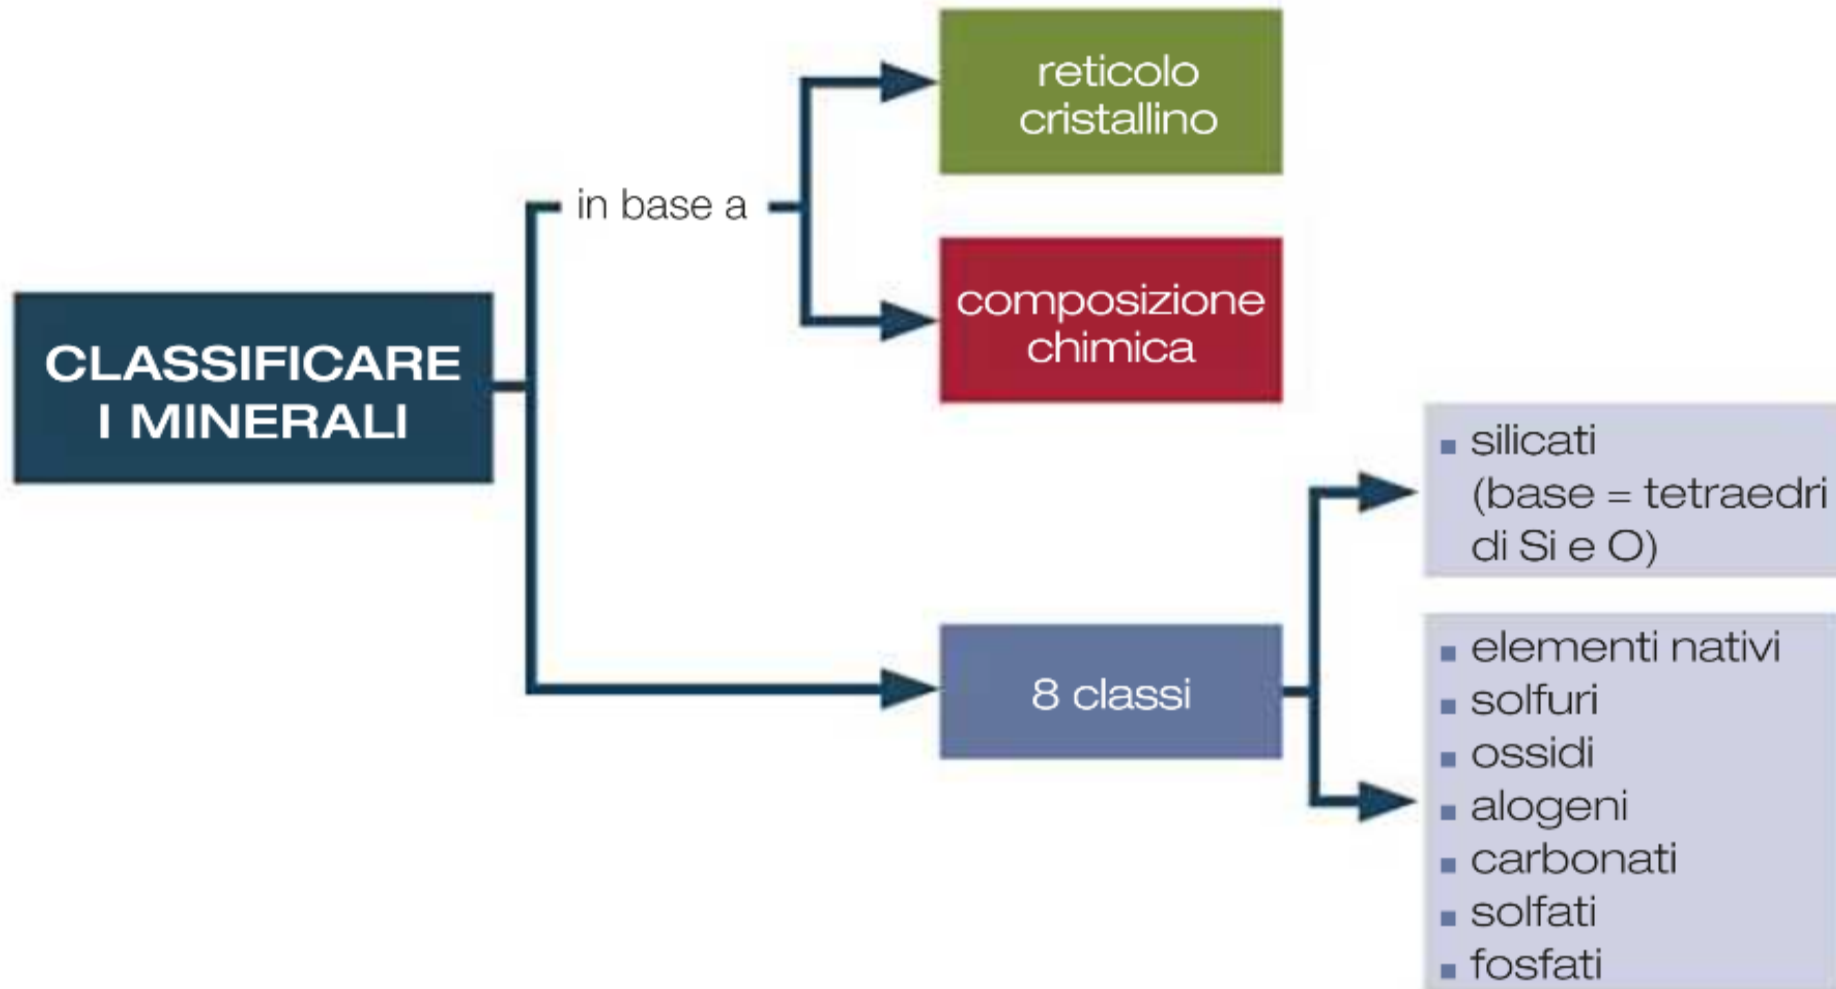 reticolo
cristallino
in base a
composizione
chimica
CLASSIFICARE
I MINERALI
▪ silicati
(base = tetraedri
di Si e O)
8 classi
▪ elementi nativi
▪ solfuri
▪ ossidi
▪ alogeni
▪ carbonati
▪ solfati
▪ fosfati